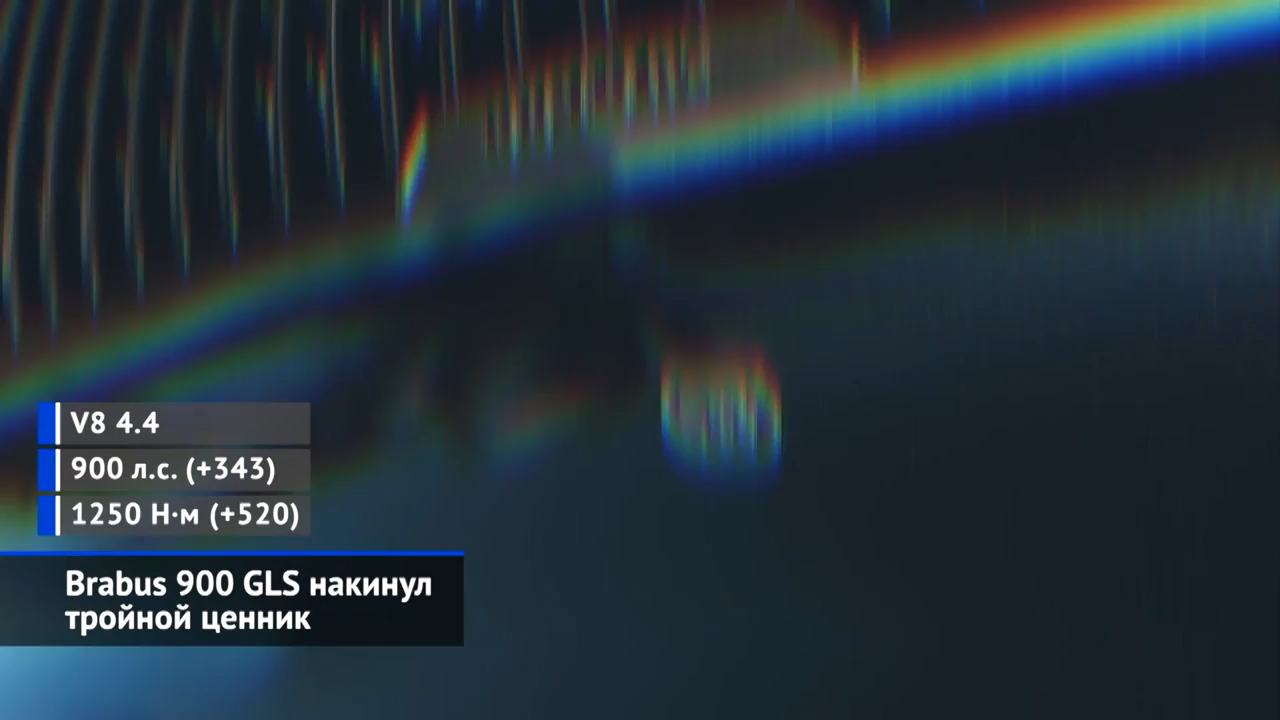 V8 4.4
900 л.с. (+343)
1250 Н·м (+520)
Brabus 900 GLS накинул
тройной ценник